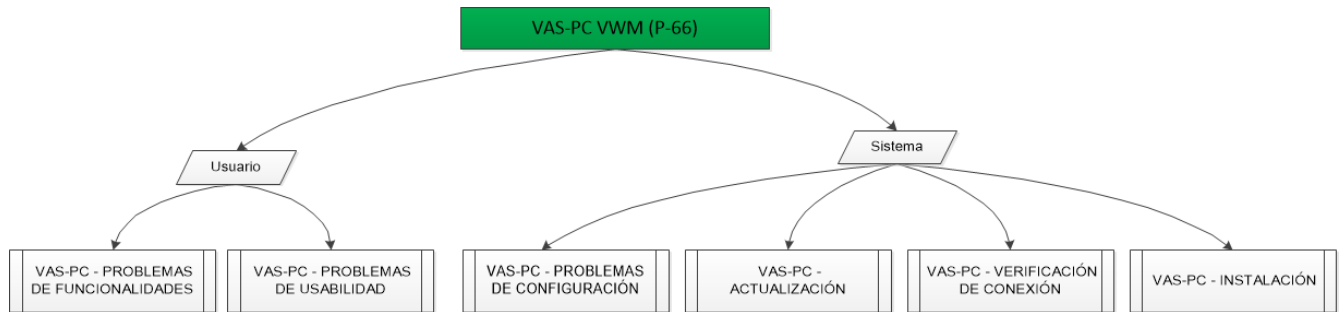 VAS-PC VWM (P-66)
Usuario
Sistema
VAS-PC - PROBLEMAS
DE FUNCIONALIDADES
VAS-PC - PROBLEMAS
DE USABILIDAD
VAS-PC - PROBLEMAS
DE CONFIGURACIÓN
VAS-PC -
ACTUALIZACIÓN
VAS-PC - VERIFICACIÓN
DE CONEXIÓN
VAS-PC - INSTALACIÓN